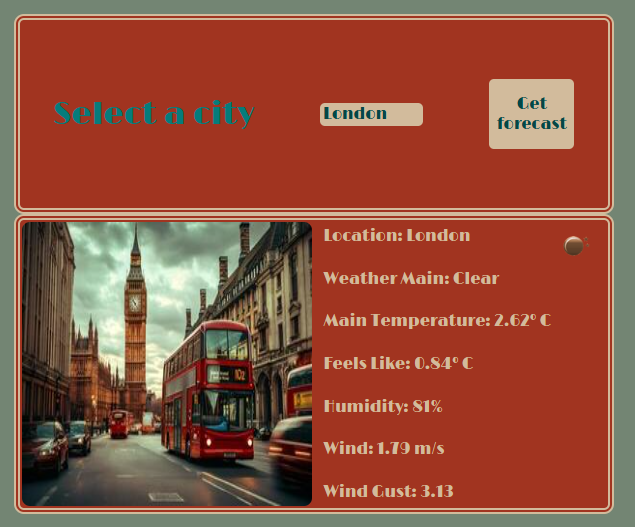 Select a city
London
Get
forecast
Location: London
Weather Main: Clear
Main Temperature: 2.62° C
Feels Like: 0.84° C
Humidity: 81%
Wind: 1.79 m/s
Wind Gust: 3.13